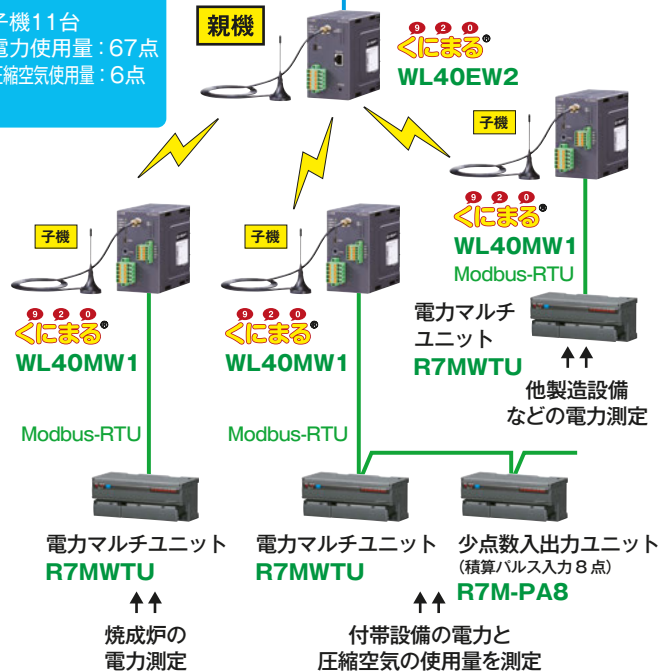 子機11台
電力使用量：67点
圧縮空気使用量：6点
親機
920
くにまる®
WL40EW2
子機
920
くにまる®
WL40MW1
Modbus-RTU
電力マルチ
ユニット
R7MWTU
他製造設備
などの電力測定
子機
920
くにまる®
WL40MW1
Modbus-RTU
電力マルチユニット
R7MWTU
焼成炉の
電力測定
子機
920
くにまる®
WL40MW1
Modbus-RTU
電力マルチユニット
R7MWTU
少点数入出力ユニット
（積算パルス入力８点）
R7M-PA8
付帯設備の電力と
圧縮空気の使用量を測定